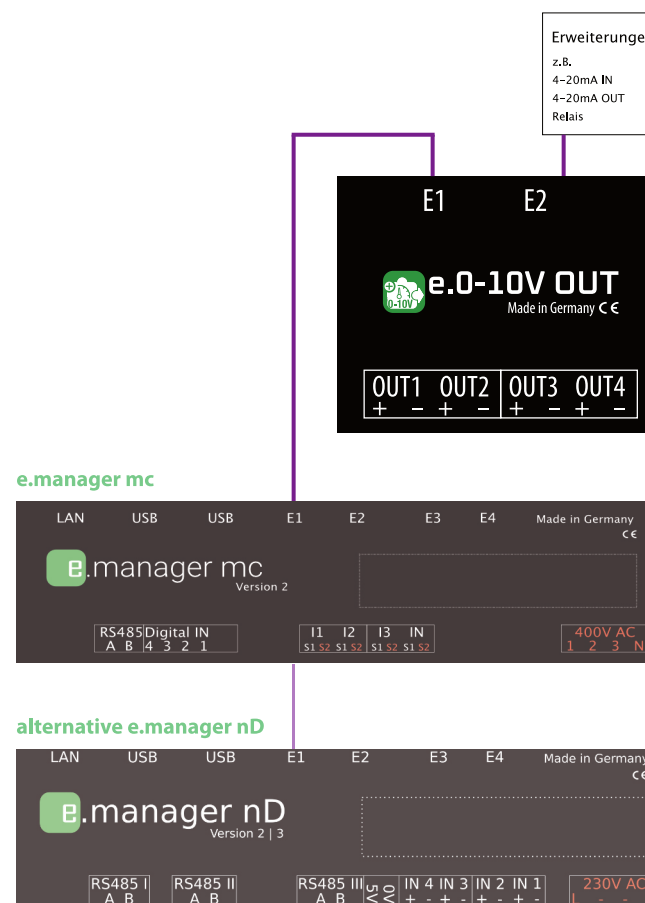 Erweiterunge
z.B.
4-20mA IN
4-20mA OUT
Relais
E1 E2
0-10V
e.0-10V OUT
Made in Germany CE
OUT1 OUT2 OUT3 OUT4
+ - + - + - + -
e.manager mc
LAN USB USB E1 E2 E3 E4 Made in Germany
CE
e.manager mc
Version 2
RS485 Digital IN I1 I2 I3 IN 400V AC
A B 4 3 2 1 S1 S2 S1 S2 S1 S2 S1 S2 1 2 3 N
alternative e.manager nD
LAN USB USB E1 E2 E3 E4 Made in Germany
CE
e.manager nD
Version 2 | 3
RS485 I RS485 II RS485 III 5V 0V IN 4 IN 3 IN 2 IN 1 230V AC
A B A B A B + - + - + - + - L - -